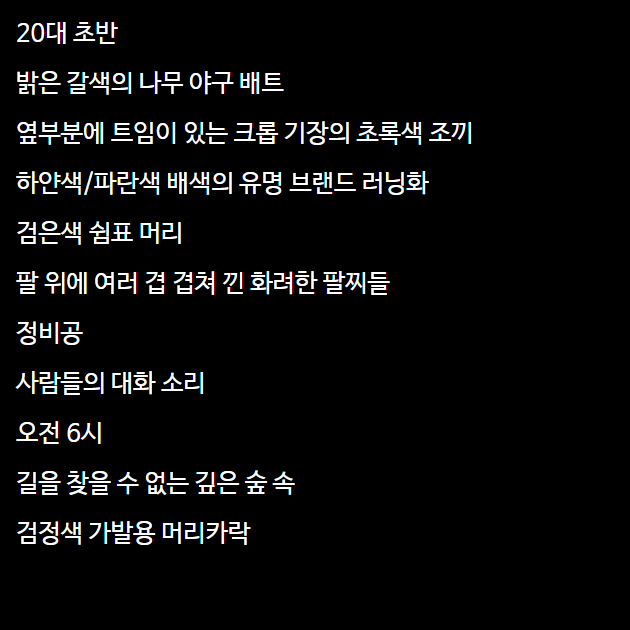 20대 초반
밝은 갈색의 나무 야구 배트
옆부분에 트임이 있는 크롭 기장의 초록색 조끼
하얀색/파란색 배색의 유명 브랜드 러닝화
검은색 쉼표 머리
팔 위에 여러 겹 겹쳐 낀 화려한 팔찌들
정비공
사람들의 대화 소리
오전 6시
길을 찾을 수 없는 깊은 숲 속
검정색 가발용 머리카락